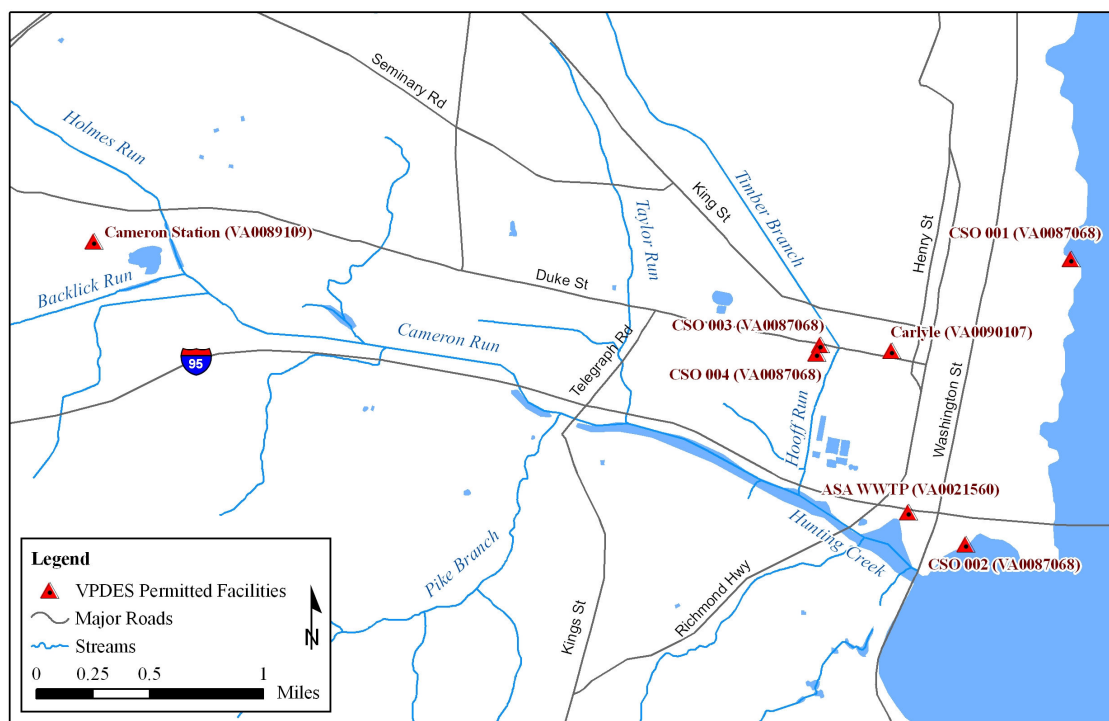 Seminary Rd
Holmes Run
King St
Timber Branch
Taylor Run
Henry St
CSO 001 (VA0087068)
Cameron Station (VA0089109)
Backlick Run
Duke St
Cameron Run
Telegraph Rd
CSO 003 (VA0087068)
Carlyle (VA0090107)
CSO 004 (VA0087068)
95
Washington St
Hooff Run
ASA WWTP (VA0021560)
Hunting Creek
CSO 002 (VA0087068)
Pike Branch
Richmond Hwy
Kings St
Legend
VPDES Permitted Facilities
Major Roads
Streams
N
0 0.25 0.5 1
Miles